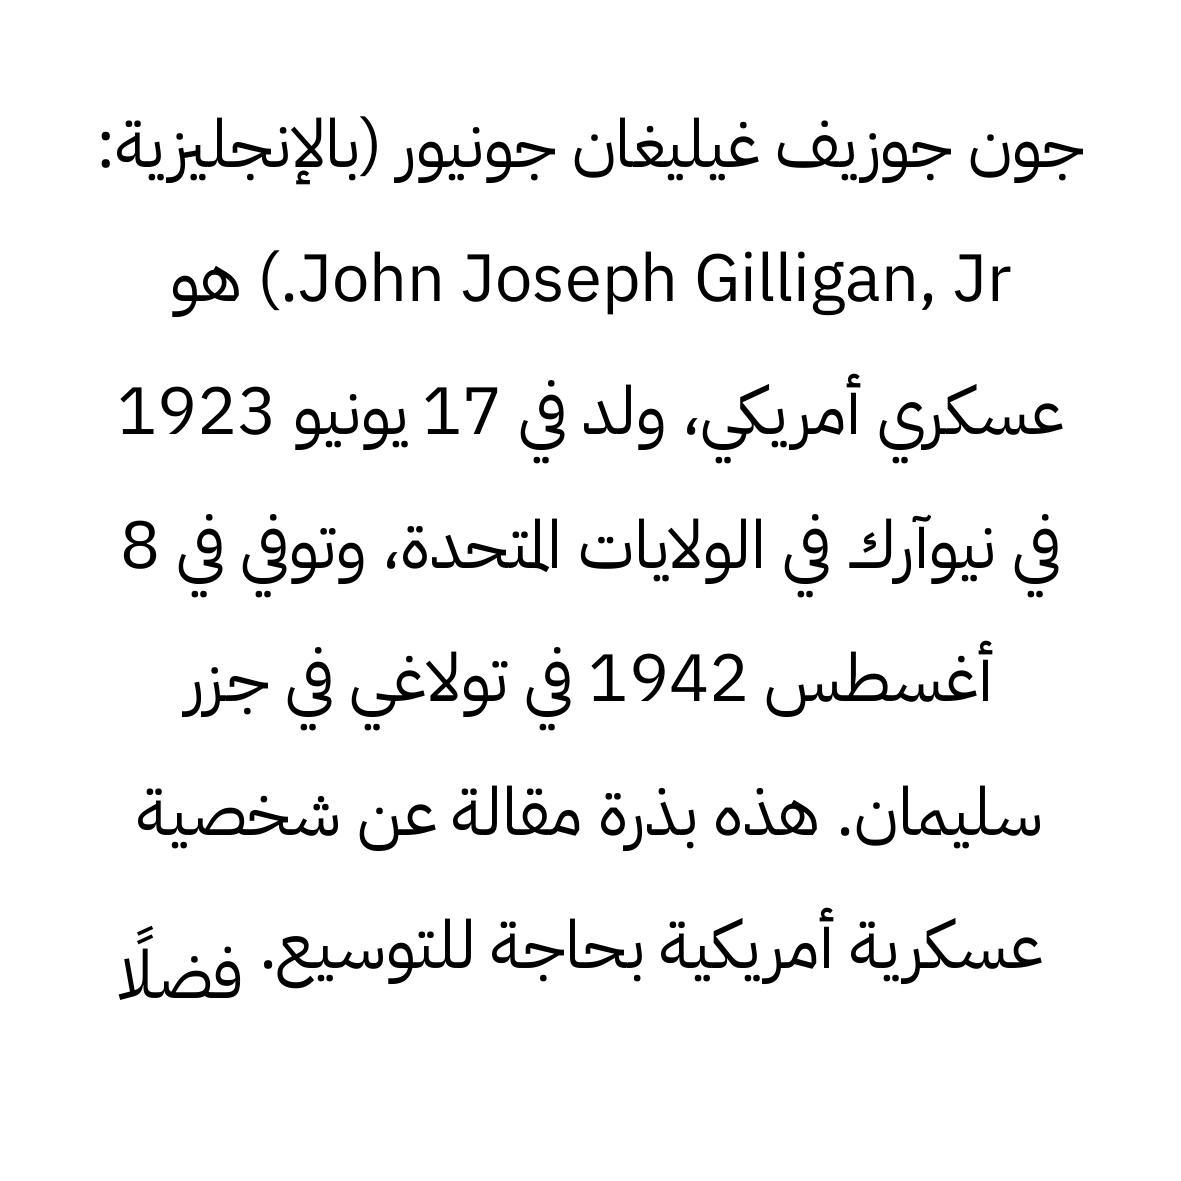 جون جوزيف غيليغان جونيور (بالإنجليزية:
John Joseph Gilligan, Jr.) هو
عسكري أمريكي، ولد في 17 يونيو 1923
في نيوآرك في الولايات المتحدة، وتوفي في 8
أغسطس 1942 في تولاغي في جزر
سليمان. هذه بذرة مقالة عن شخصية
عسكرية أمريكية بحاجة للتوسيع. فضلًا